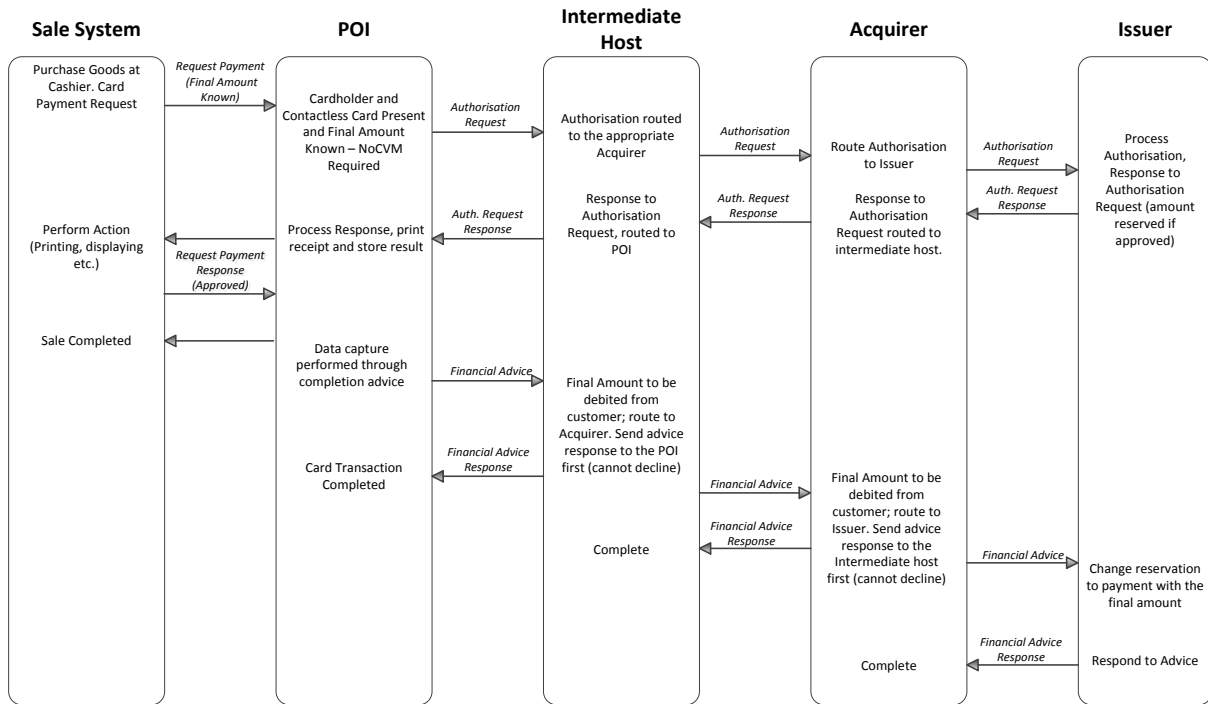 Sale System
POI
Intermediate
Host
Acquirer
Issuer
Purchase Goods at
Cashier. Card
Payment Request
Request Payment
(Final Amount
Known)
Cardholder and
Contactless Card Present
and Final Amount
Known – NoCVM
Required
Authorisation
Request
Authorisation routed
to the appropriate
Acquirer
Authorisation
Request
Route Authorisation
to Issuer
Authorisation
Request
Process
Authorisation,
Response to
Authorisation
Request (amount
reserved if
approved)
Auth. Request
Response
Response to
Authorisation
Request routed to
intermediate host.
Auth. Request
Response
Response to
Authorisation
Request, routed to
POI
Auth. Request
Response
Process Response, print
receipt and store result
Perform Action
(Printing, displaying
etc.)
Request Payment
Response
(Approved)
Sale Completed
Data capture
performed through
completion advice
Financial Advice
Final Amount to be
debited from
customer; route to
Acquirer. Send advice
response to the POI
first (cannot decline)
Financial Advice
Response
Card Transaction
Completed
Financial Advice
Final Amount to be
debited from
customer; route to
Issuer. Send advice
response to the
Intermediate host
first (cannot decline)
Financial Advice
Response
Complete
Financial Advice
Change reservation
to payment with the
final amount
Financial Advice
Response
Respond to Advice
Complete